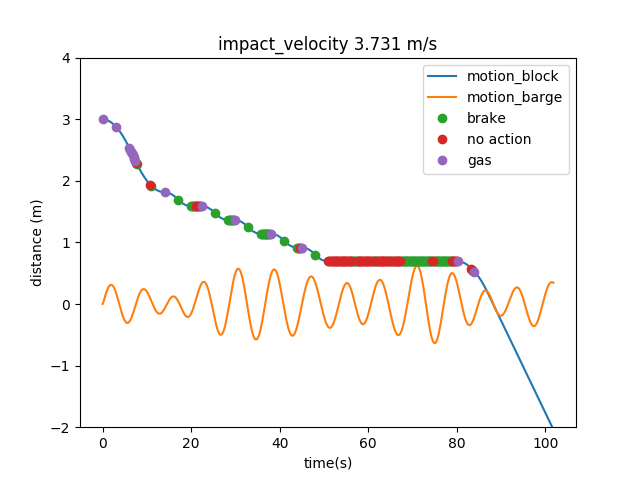 impact_velocity 3.731 m/s
motion_block
motion_barge
brake
no action
gas
distance (m)
4
3
2
1
0
−1
−2
0
20
40
60
80
100
time(s)